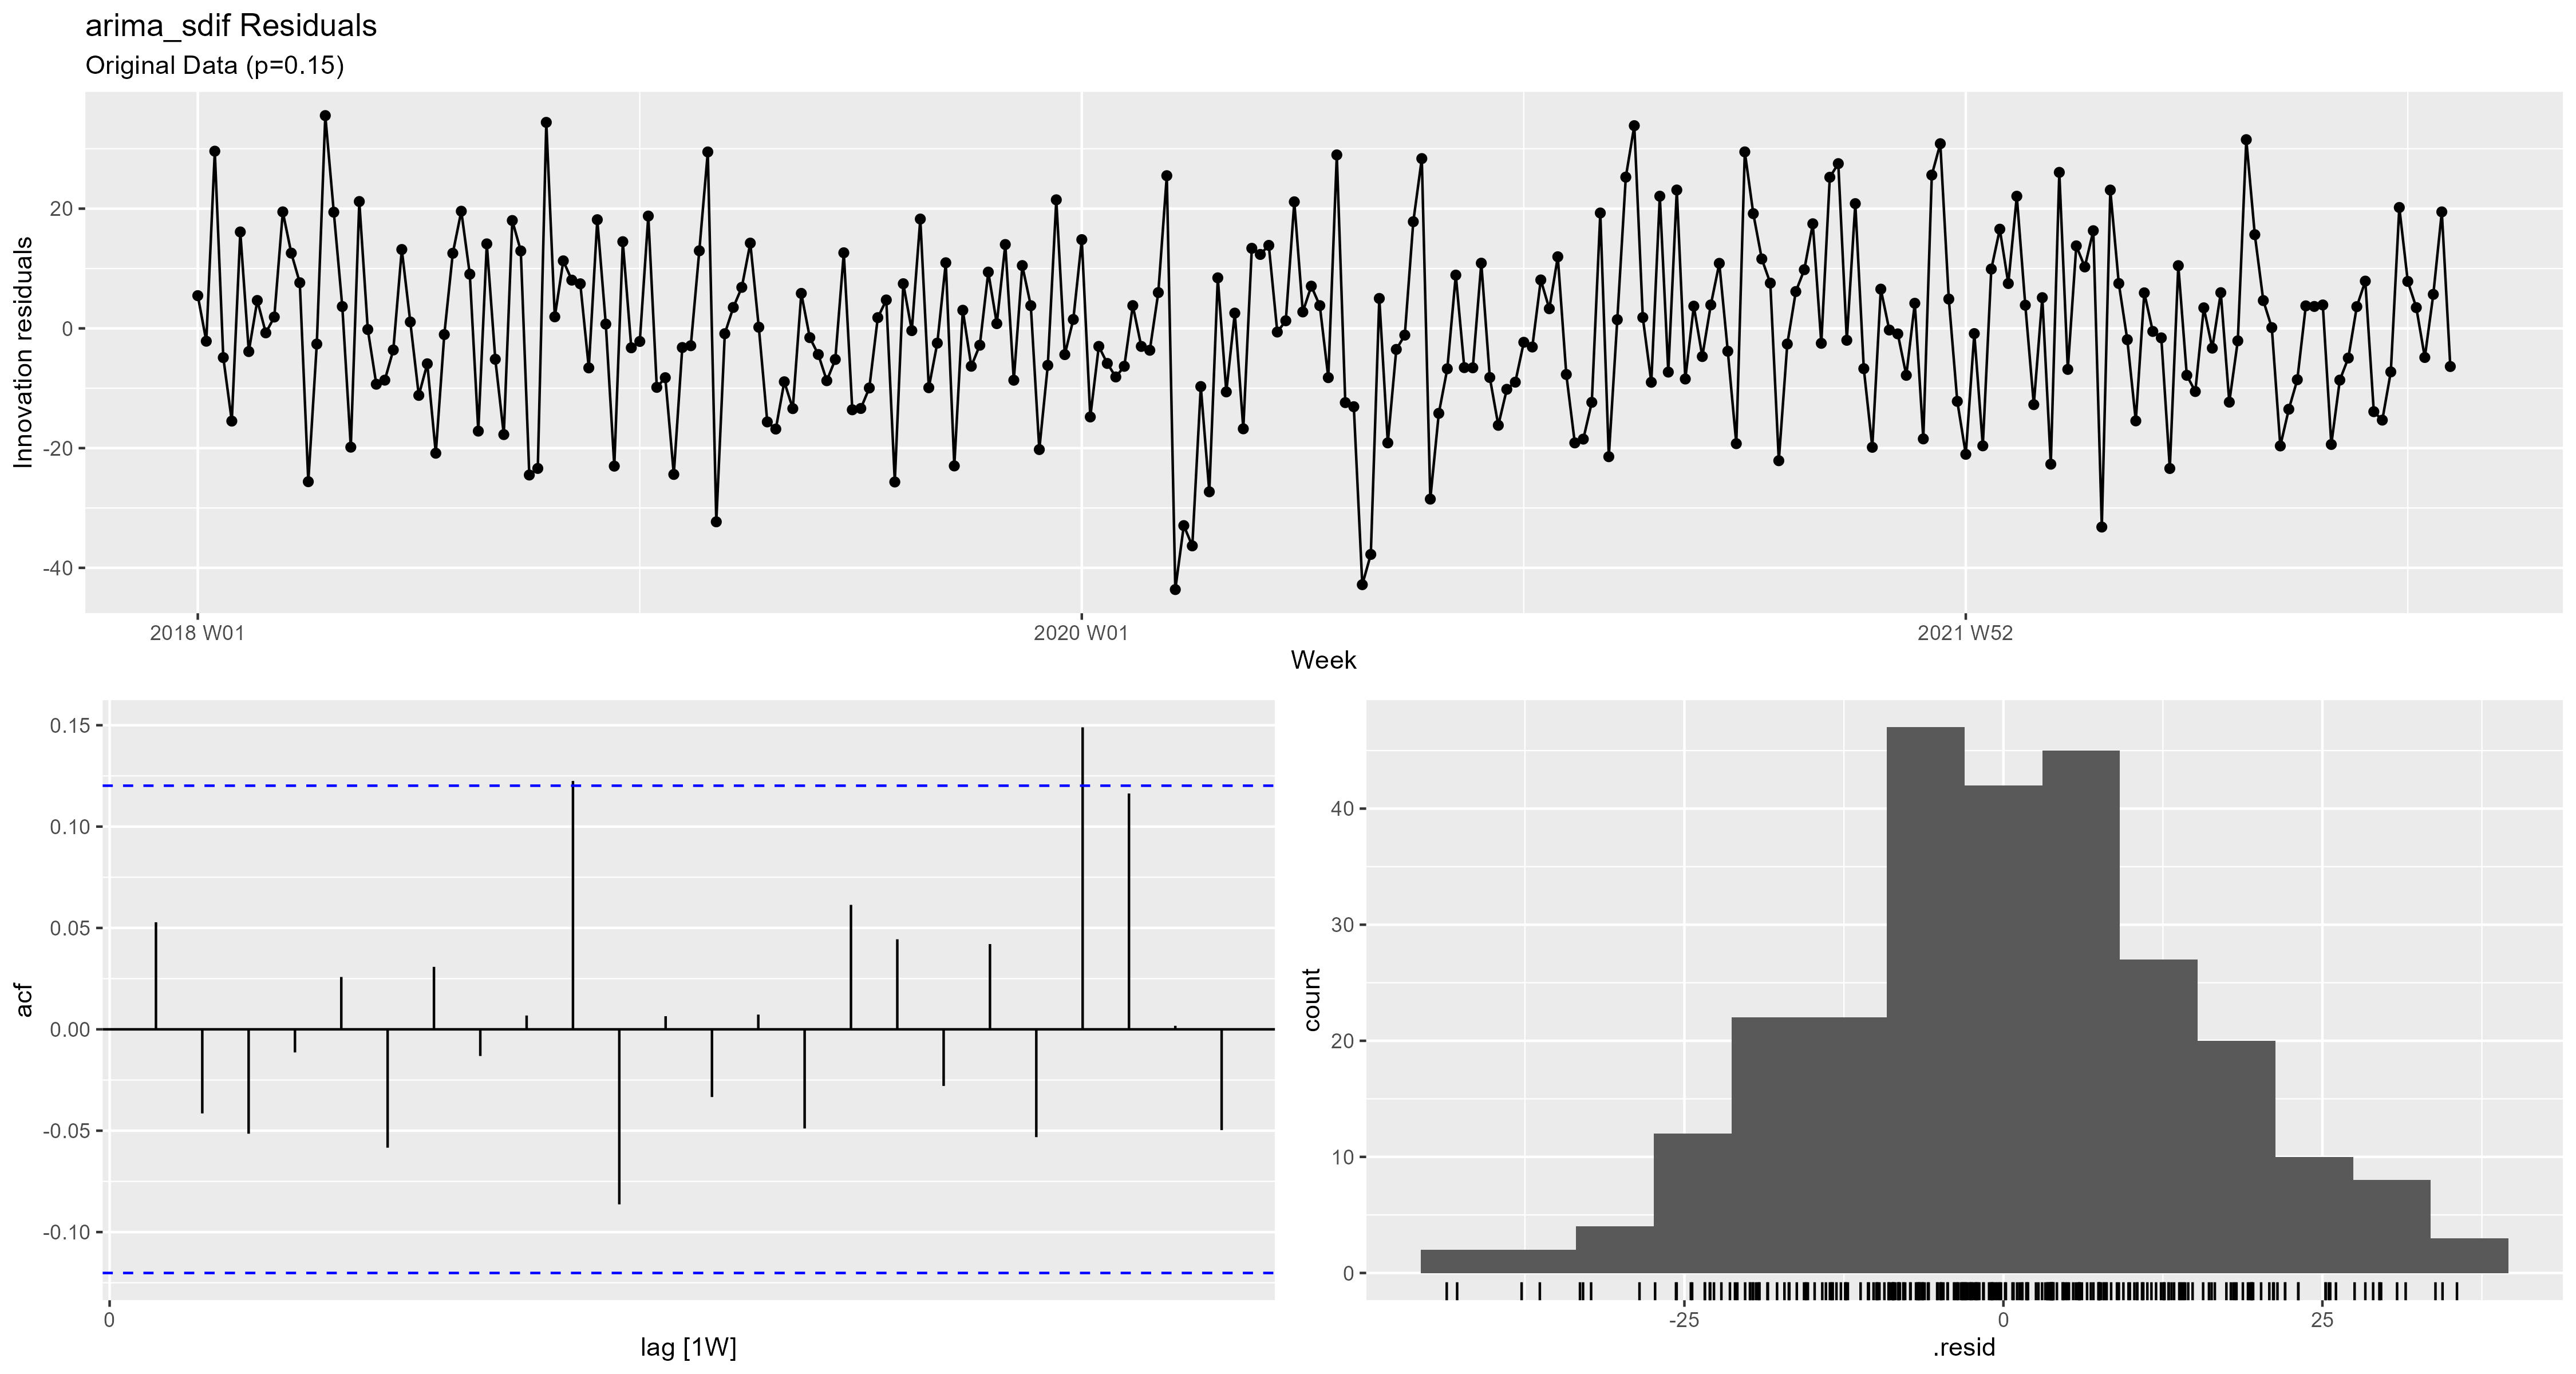 arima_sdif Residuals
Original Data (p=0.15)
Innovation residuals
20
0
-20
-40
2018 W01
2020 W01
2021 W52
Week
acf
0.15
0.10
0.05
0.00
-0.05
-0.10
0
lag [1W]
count
40
30
20
10
0
-25
0
25
.resid